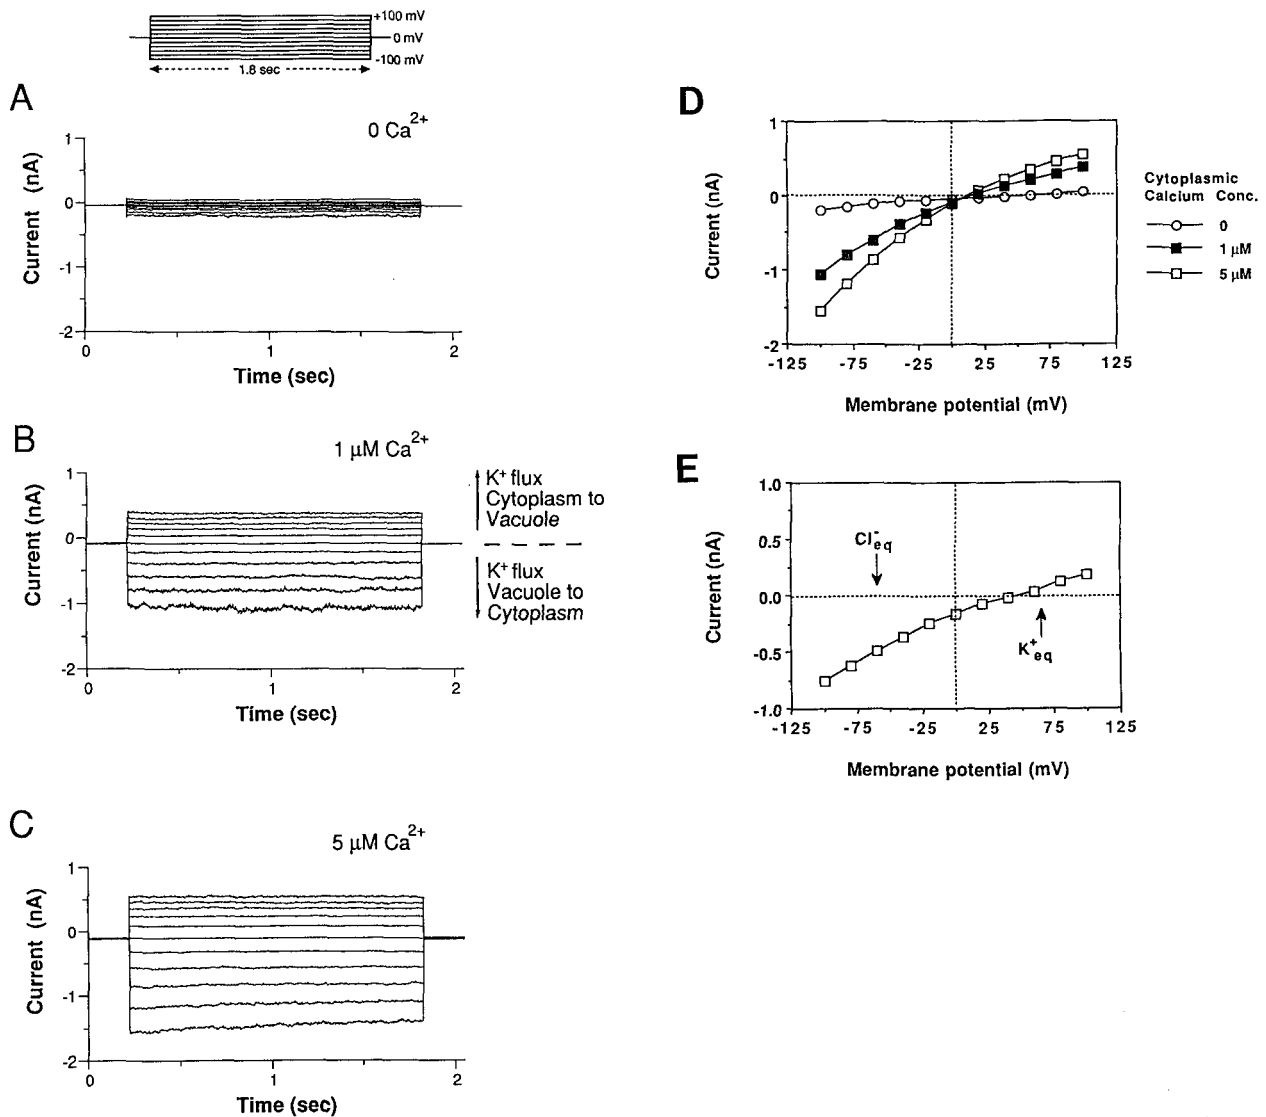 +100 mV
0 mV
-100 mV
1.8 sec
A
0 Ca2+
1
0
-1
-2
Current (nA)
0
1
2
Time (sec)
B
1 µM Ca2+
1
0
-1
-2
Current (nA)
0
1
2
Time (sec)
K+ flux
Cytoplasm to
Vacuole
K+ flux
Vacuole to
Cytoplasm
C
5 µM Ca2+
1
0
-1
-2
Current (nA)
0
1
2
Time (sec)
D
1
0
-1
-2
Current (nA)
-125
-75
-25
25
75
125
Membrane potential (mV)
Cytoplasmic
Calcium Conc.
0
1 µM
5 µM
E
1.0
0.5
0.0
-0.5
-1.0
Current (nA)
Cl-eq
K+eq
-125
-75
-25
25
75
125
Membrane potential (mV)